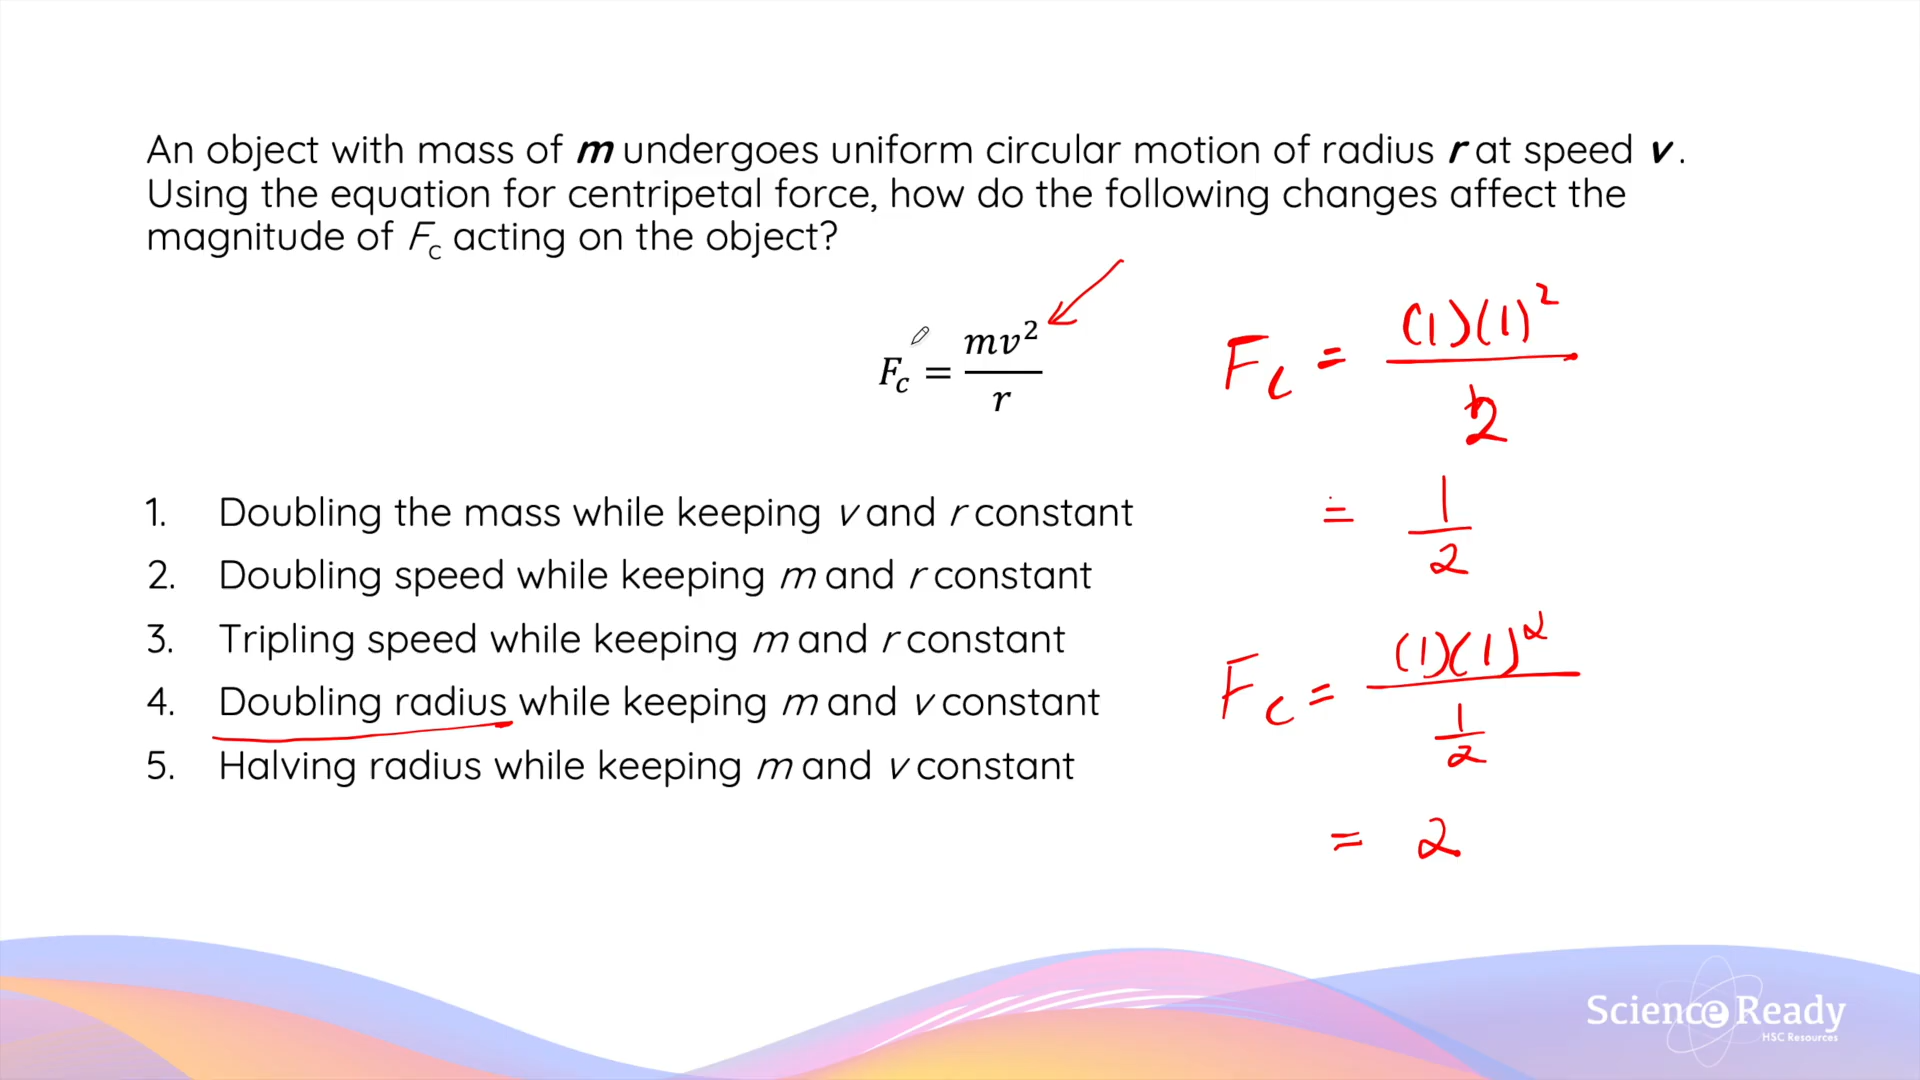 An object with mass of m undergoes uniform circular motion of radius r at speed v.
Using the equation for centripetal force, how do the following changes affect the
magnitude of Fc acting on the object?
Fc = mv²/r
1. Doubling the mass while keeping v and r constant
2. Doubling speed while keeping m and r constant
3. Tripling speed while keeping m and r constant
4. Doubling radius while keeping m and v constant
5. Halving radius while keeping m and v constant
Fc = (1)(1)²/2
= 1/2
Fc = (1)(1)²/(1/2)
= 2
Science Ready
HSC Resources